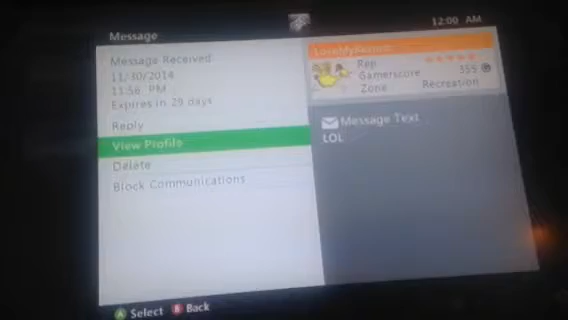 Message
12:00 AM
Message Received
11/30/2014
11:56 PM
Expires in 29 days
Reply
View Profile
Delete
Block Communications
Rep
Gamerscore 355 G
Zone Recreation
Message Text
LOL
A Select B Back